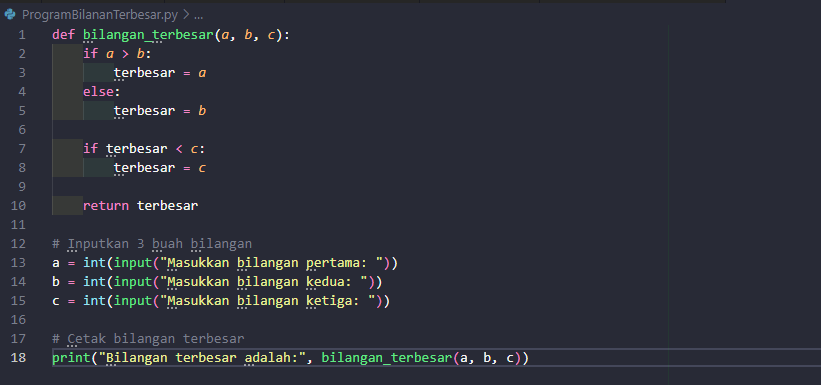 ProgramBilananTerbesar.py > ...
1 def bilangan_terbesar(a, b, c):
2     if a > b:
3         terbesar = a
4     else:
5         terbesar = b
6
7     if terbesar < c:
8         terbesar = c
9
10     return terbesar
11
12 # Inputkan 3 buah bilangan
13 a = int(input("Masukkan bilangan pertama: "))
14 b = int(input("Masukkan bilangan kedua: "))
15 c = int(input("Masukkan bilangan ketiga: "))
16
17 # Cetak bilangan terbesar
18 print("Bilangan terbesar adalah:", bilangan_terbesar(a, b, c))